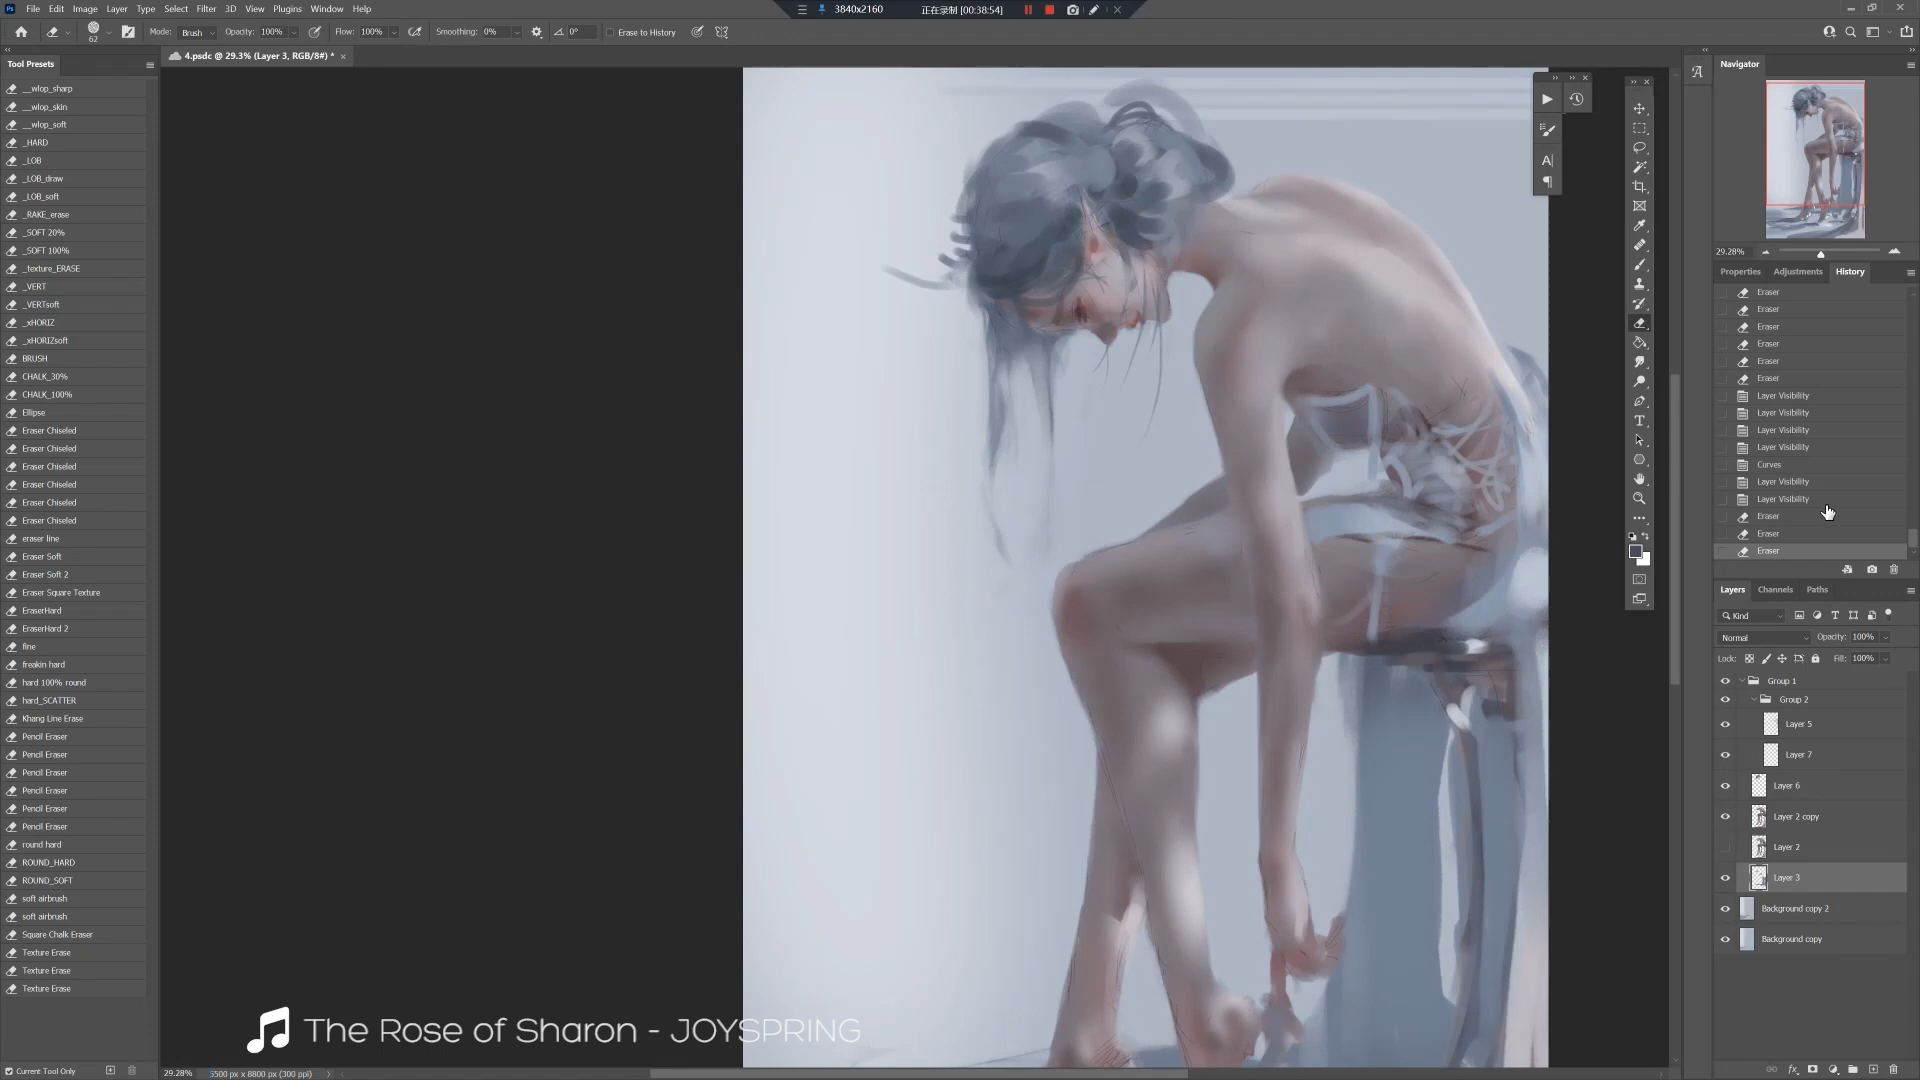 Ps File Edit Image Layer Type Select Filter 3D View Plugins Window Help
3840x2160 正在录制 [00:38:54]
62 Mode: Brush Opacity: 100% Flow: 100% Smoothing: 0% 0° Erase to History
4.psdc @ 29.3% (Layer 3, RGB/8#) *
Tool Presets
__wlop_sharp
__wlop_skin
__wlop_soft
_HARD
_LOB
_LOB_draw
_LOB_soft
_RAKE_erase
_SOFT 20%
_SOFT 100%
_texture_ERASE
_VERT
_VERTsoft
_xHORIZ
_xHORIZsoft
BRUSH
CHALK_30%
CHALK_100%
Ellipse
Eraser Chiseled
Eraser Chiseled
Eraser Chiseled
Eraser Chiseled
Eraser Chiseled
Eraser Chiseled
eraser line
Eraser Soft
Eraser Soft 2
Eraser Square Texture
EraserHard
EraserHard 2
fine
freakin hard
hard 100% round
hard_SCATTER
Khang Line Erase
Pencil Eraser
Pencil Eraser
Pencil Eraser
Pencil Eraser
Pencil Eraser
Pencil Eraser
round hard
ROUND_HARD
ROUND_SOFT
soft airbrush
soft airbrush
Square Chalk Eraser
Texture Erase
Texture Erase
Texture Erase
Current Tool Only
The Rose of Sharon - JOYSPRING
29.28% 5500 px x 8800 px (300 ppi)
Navigator
29.28%
Properties Adjustments History
Eraser
Eraser
Eraser
Eraser
Eraser
Eraser
Layer Visibility
Layer Visibility
Layer Visibility
Layer Visibility
Curves
Layer Visibility
Layer Visibility
Eraser
Eraser
Eraser
Layers Channels Paths
Kind
Normal Opacity: 100%
Lock: Fill: 100%
Group 1
Group 2
Layer 5
Layer 7
Layer 6
Layer 2 copy
Layer 2
Layer 3
Background copy 2
Background copy